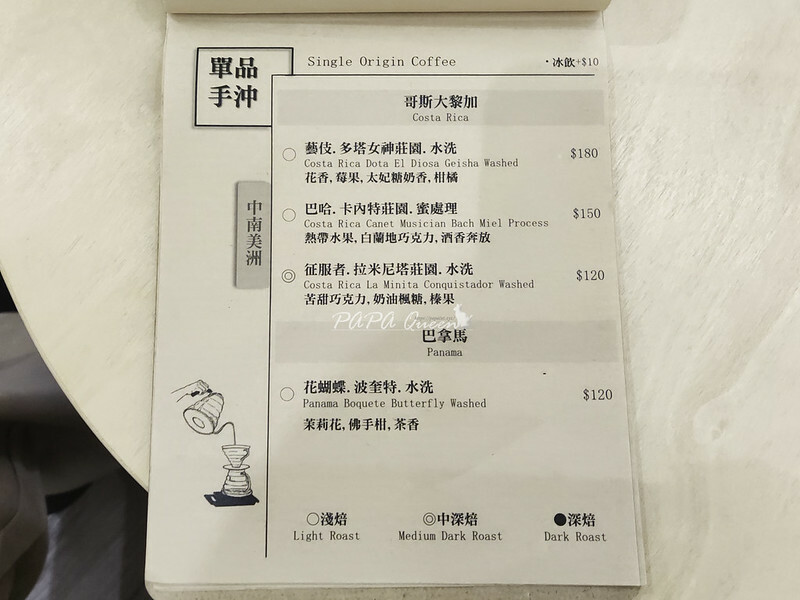 單品
手沖
Single Origin Coffee
・冰飲+$10
哥斯大黎加
Costa Rica
○ 藝伎.多塔女神莊園.水洗 $180
Costa Rica Dota El Diosa Geisha Washed
花香,莓果,太妃糖奶香,柑橘
中南美洲
○ 巴哈.卡內特莊園.蜜處理 $150
Costa Rica Canet Musician Bach Miel Process
熱帶水果,白蘭地巧克力,酒香奔放
◎ 征服者.拉米尼塔莊園.水洗 $120
Costa Rica La Minita Conquistador Washed
苦甜巧克力,奶油楓糖,榛果
PAPA Queen
巴拿馬
Panama
○ 花蝴蝶.波奎特.水洗 $120
Panama Boquete Butterfly Washed
茉莉花,佛手柑,茶香
○淺焙 ◎中深焙 ●深焙
Light Roast Medium Dark Roast Dark Roast